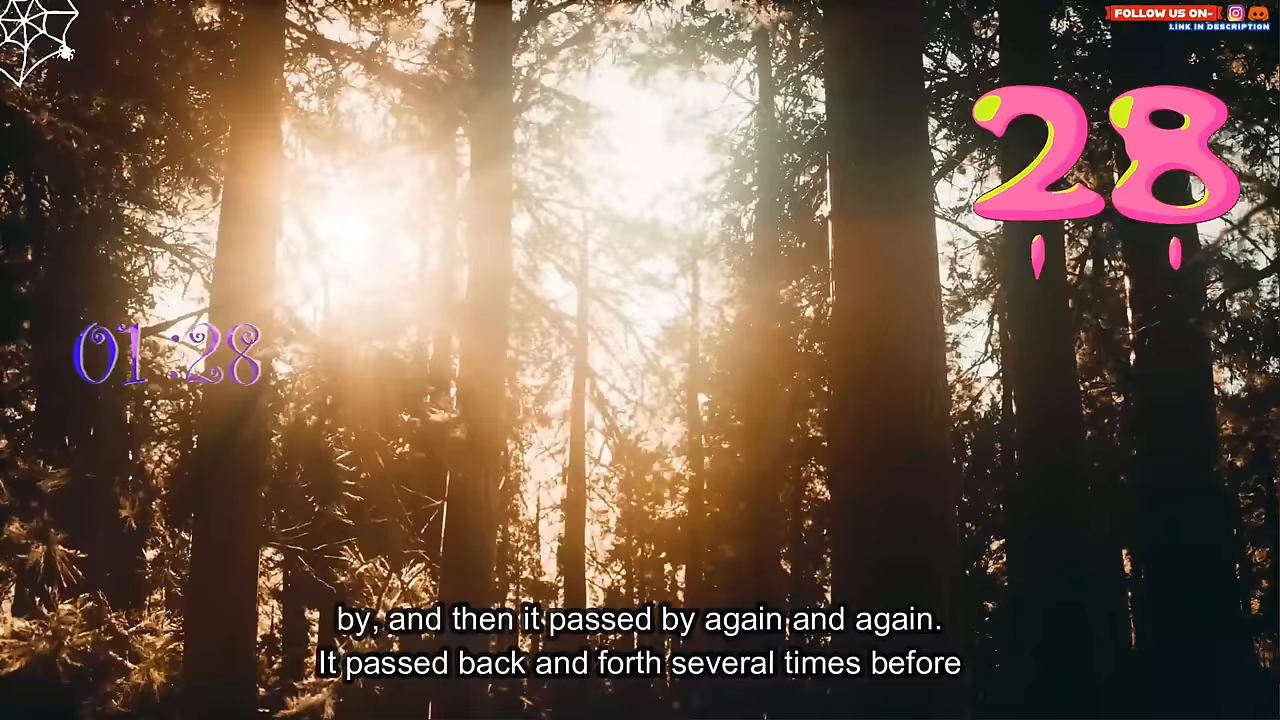 FOLLOW US ON-
LINK IN DESCRIPTION
28
01:28
by, and then it passed by again and again.
It passed back and forth several times before